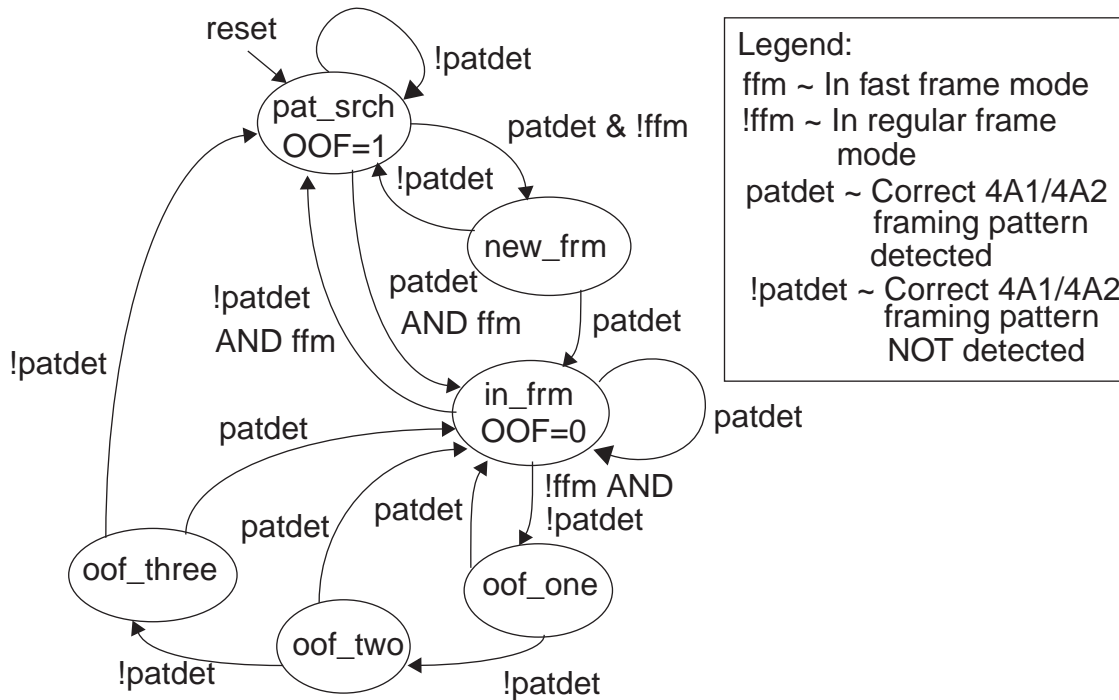 reset
!patdet
pat_srch
OOF=1
patdet & !ffm
!patdet
new_frm
patdet
AND ffm
!patdet
AND ffm
patdet
!patdet
in_frm
OOF=0
patdet
patdet
patdet
patdet
!ffm AND
!patdet
oof_three
oof_one
oof_two
!patdet
!patdet
Legend:
ffm ~ In fast frame mode
!ffm ~ In regular frame
mode
patdet ~ Correct 4A1/4A2
framing pattern
detected
!patdet ~ Correct 4A1/4A2
framing pattern
NOT detected